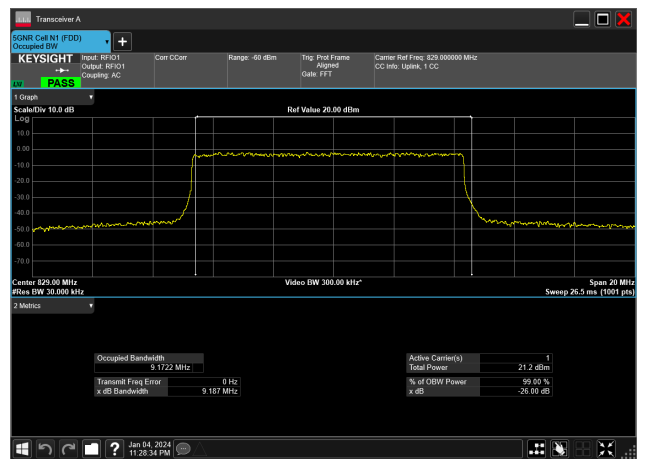 Transceiver A
5GNR Cell N1 (FDD)
Occupied BW
KEYSIGHT
PASS
Input: RFIO1
Output: RFIO1
Coupling: AC
Corr CCorr
Range: -60 dBm
Trig: Prot Frame
Aligned
Gate: FFT
Carrier Ref Freq: 829.000000 MHz
CC Info: Uplink, 1 CC
1 Graph
Scale/Div 10.0 dB
Ref Value 20.00 dBm
Log
10.0
0.00
-10.0
-20.0
-30.0
-40.0
-50.0
-60.0
-70.0
Center 829.00 MHz
Video BW 300.00 kHz*
Span 20 MHz
#Res BW 30.000 kHz
Sweep 26.5 ms (1001 pts)
2 Metrics
Occupied Bandwidth
9.1722 MHz
Active Carrier(s) 1
Total Power 21.2 dBm
Transmit Freq Error 0 Hz
x dB Bandwidth 9.187 MHz
% of OBW Power 99.00 %
x dB -26.00 dB
?
Jan 04, 2024
11:28:34 PM